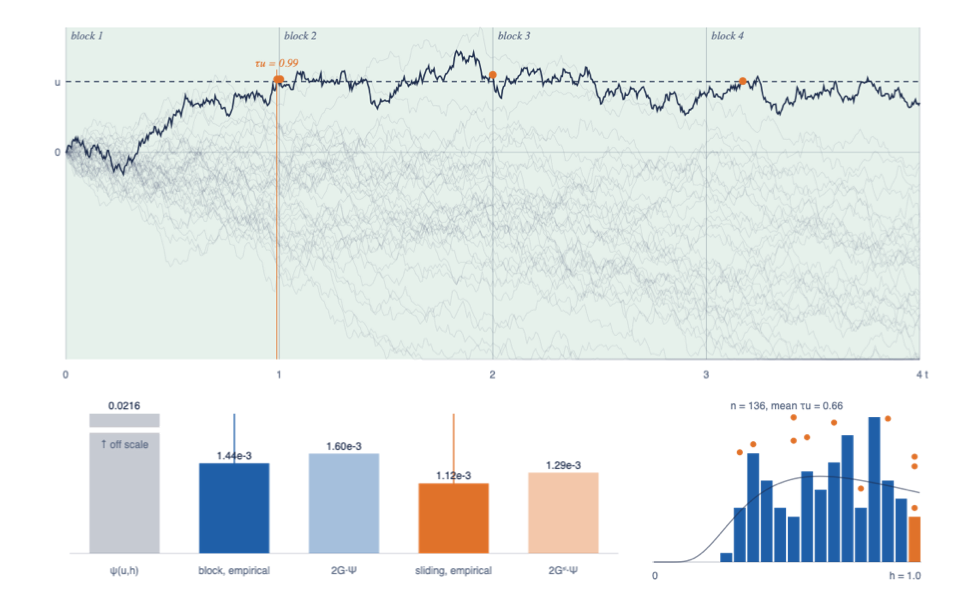 block 1
block 2
block 3
block 4
τu = 0.99
u
0
0
1
2
3
4 t
0.0216
↑ off scale
1.44e-3
1.60e-3
1.12e-3
1.29e-3
ψ(u,h)
block, empirical
2G·Ψ
sliding, empirical
n = 136, mean τu = 0.66
0
h = 1.0